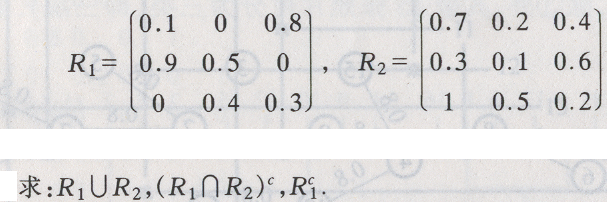 R₁ = (0.1 0 0.8; 0.9 0.5 0; 0 0.4 0.3), R₂ = (0.7 0.2 0.4; 0.3 0.1 0.6; 1 0.5 0.2)
求:R₁∪R₂,(R₁∩R₂)ᶜ,R₁ᶜ.